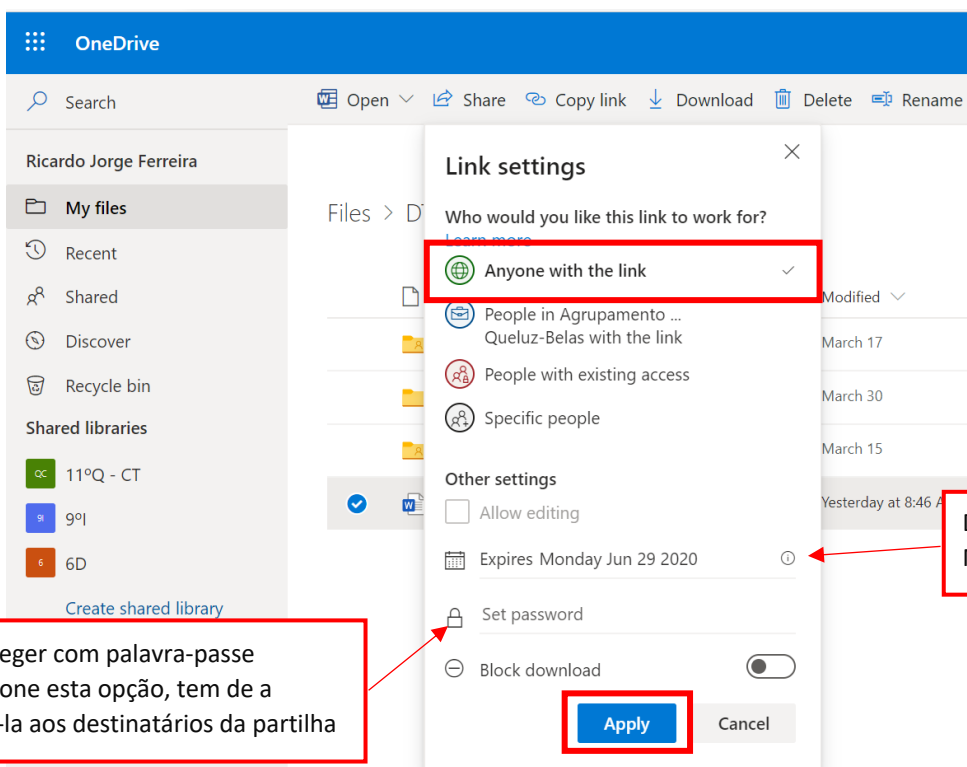 OneDrive
Search
Open
Share
Copy link
Download
Delete
Rename
Ricardo Jorge Ferreira
My files
Recent
Shared
Discover
Recycle bin
Shared libraries
QC 11ºQ - CT
9I 9ºI
6 6D
Create shared library
Files > D
Link settings
Who would you like this link to work for?
Learn more
Anyone with the link
People in Agrupamento ...
Queluz-Belas with the link
People with existing access
Specific people
Other settings
Allow editing
Expires Monday Jun 29 2020
Set password
Block download
Apply
Cancel
Modified
March 17
March 30
March 15
Yesterday at 8:46 A
eger com palavra-passe
one esta opção, tem de a
-la aos destinatários da partilha